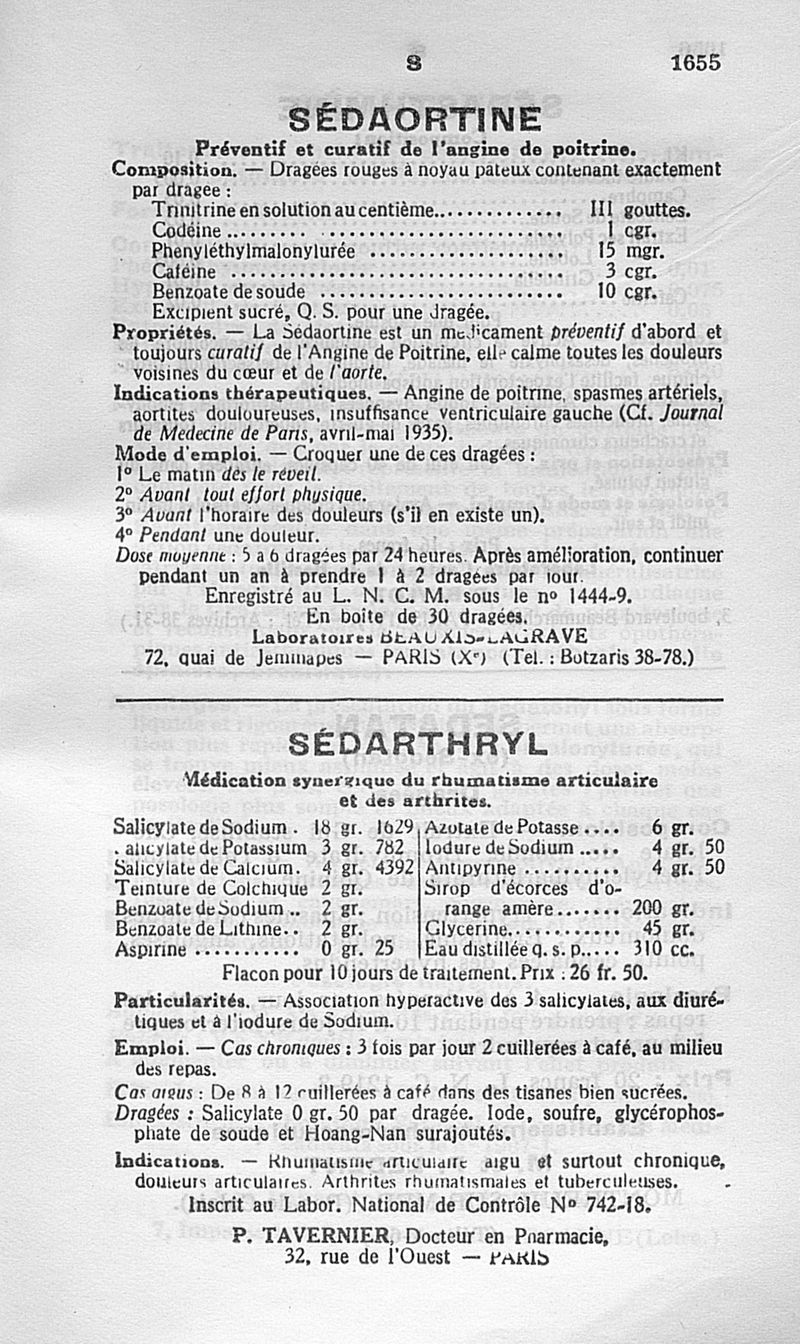 S 1655
SÉDAORTINE
Préventif et curatif de l'angine de poitrine.
Composition. — Dragées rouges à noyau pâteux contenant exactement
par dragée :
Trinitrine en solution au centième.............. III gouttes.
Codéine......... ........................... 1 cgr.
Phenyléthylmalonylurée .................... 15 mgr.
Caféine .................................. 3 cgr.
Benzoate de soude ......................... 10 cgr.
Excipient sucré, Q. S. pour une dragée.
Propriétés. — La Sédaortine est un médicament préventif d'abord et
toujours curatif de l'Angine de Poitrine, elle calme toutes les douleurs
voisines du cœur et de l'aorte.
Indications thérapeutiques. — Angine de poitrine, spasmes artériels,
aortites douloureuses, insuffisance ventriculaire gauche (Cf. Journal
de Medecine de Paris, avril-mai 1935).
Mode d'emploi. — Croquer une de ces dragées :
1° Le matin dès le réveil.
2° Avant tout effort physique.
3° Avant l'horaire des douleurs (s'il en existe un).
4° Pendant une douleur.
Dose moyenne : 5 à 6 dragées par 24 heures. Après amélioration, continuer
pendant un an à prendre 1 à 2 dragées par jour.
Enregistré au L. N. C. M. sous le n° 1444-9.
En boite de 30 dragées.
Laboratoires BEAUXIS-LAGRAVE
72, quai de Jemmapes — PARIS (Xe) (Tel. : Botzaris 38-78.)
SÉDARTHRYL
Médication synergique du rhumatisme articulaire
et des arthrites.
Salicylate de Sodium . 18 gr. 1629 Azotate de Potasse .... 6 gr.
.alicylate de Potassium 3 gr. 782 Iodure de Sodium ..... 4 gr. 50
Salicylate de Calcium. 4 gr. 4392 Antipyrine .......... 4 gr. 50
Teinture de Colchique 2 gr. Sirop d'écorces d'o-
Benzoate de Sodium .. 2 gr. range amère....... 200 gr.
Benzoate de Lithine.. 2 gr. Glycerine............ 45 gr.
Aspirine ........... 0 gr. 25 Eau distillée q. s. p..... 310 cc.
Flacon pour 10 jours de traitement. Prix : 26 fr. 50.
Particularités. — Association hyperactive des 3 salicylates, aux diuré-
tiques et à l'iodure de Sodium.
Emploi. — Cas chroniques : 3 fois par jour 2 cuillerées à café, au milieu
des repas.
Cas aigus : De 8 à 12 cuillerées à café dans des tisanes bien sucrées.
Dragées : Salicylate 0 gr. 50 par dragée. Iode, soufre, glycérophos-
phate de soude et Hoang-Nan surajoutés.
Indications. — Rhumatisme articulaire aigu et surtout chronique,
douleurs articulaires. Arthrites rhumatismales et tuberculeuses.
Inscrit au Labor. National de Contrôle N° 742-18.
P. TAVERNIER, Docteur en Pharmacie,
32, rue de l'Ouest — PARIS